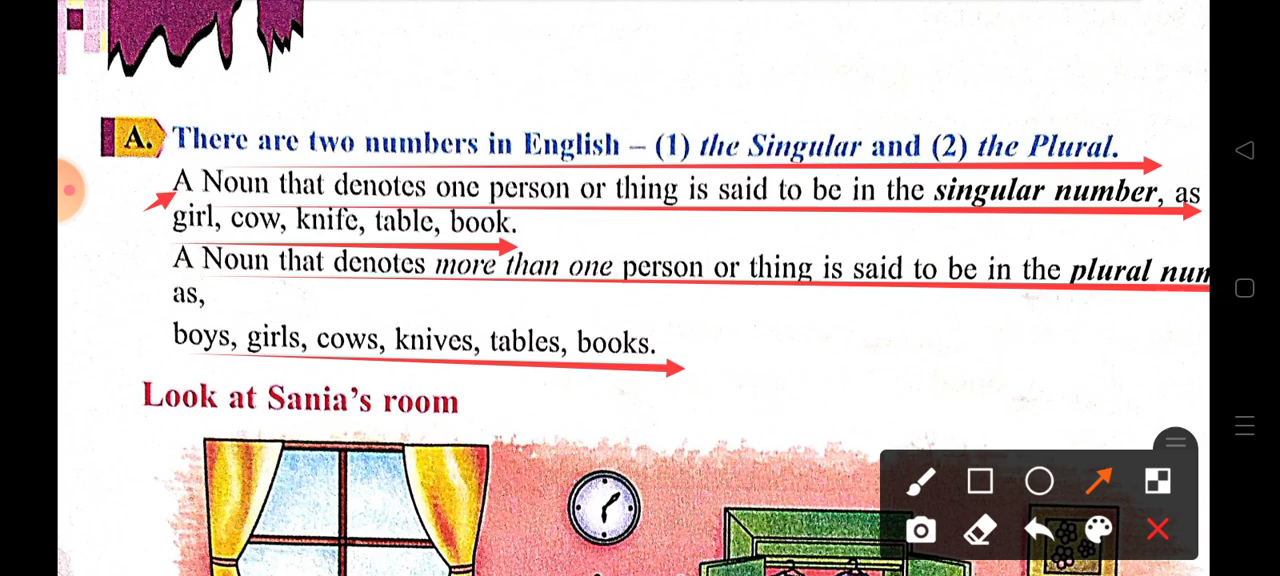 A. There are two numbers in English – (1) the Singular and (2) the Plural.
A Noun that denotes one person or thing is said to be in the singular number, as
girl, cow, knife, table, book.
A Noun that denotes more than one person or thing is said to be in the plural
as,
boys, girls, cows, knives, tables, books.
Look at Sania's room